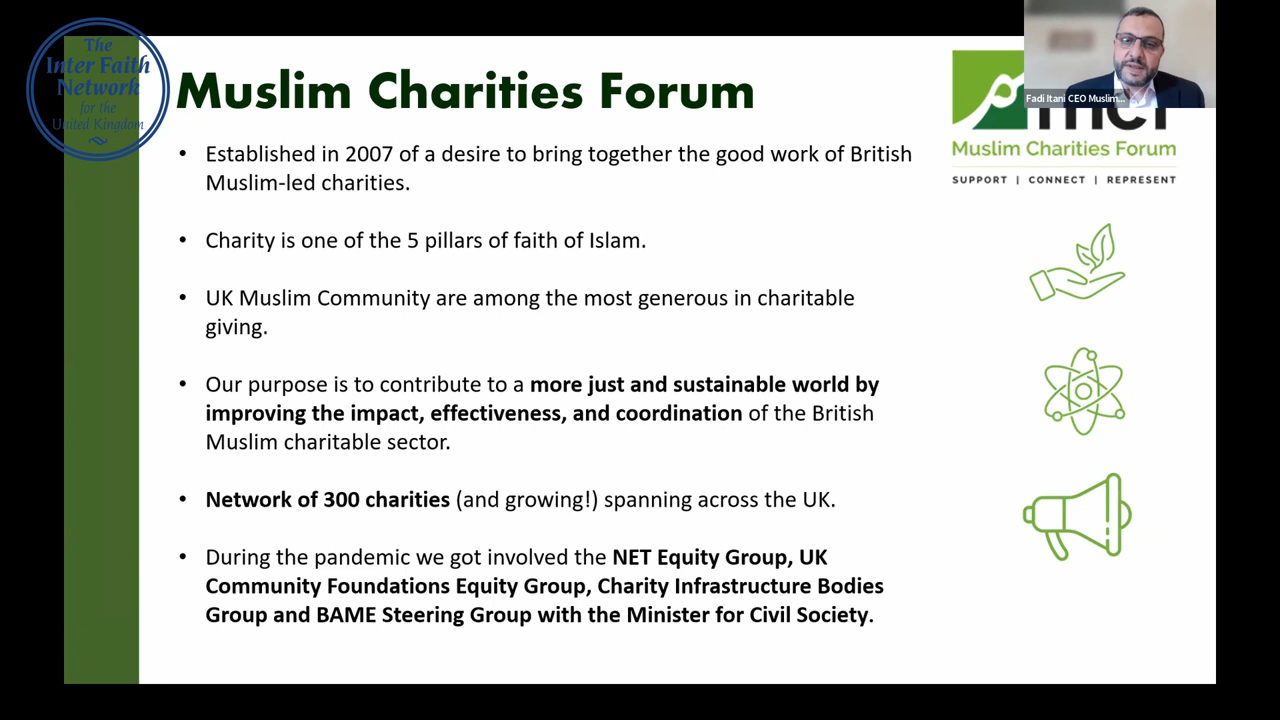 The
Inter Faith
Network
for the
United Kingdom
Muslim Charities Forum
Fadi Itani CEO Muslim...
mcf
Muslim Charities Forum
SUPPORT | CONNECT | REPRESENT
• Established in 2007 of a desire to bring together the good work of British
Muslim-led charities.
• Charity is one of the 5 pillars of faith of Islam.
• UK Muslim Community are among the most generous in charitable
giving.
• Our purpose is to contribute to a more just and sustainable world by
improving the impact, effectiveness, and coordination of the British
Muslim charitable sector.
• Network of 300 charities (and growing!) spanning across the UK.
• During the pandemic we got involved the NET Equity Group, UK
Community Foundations Equity Group, Charity Infrastructure Bodies
Group and BAME Steering Group with the Minister for Civil Society.